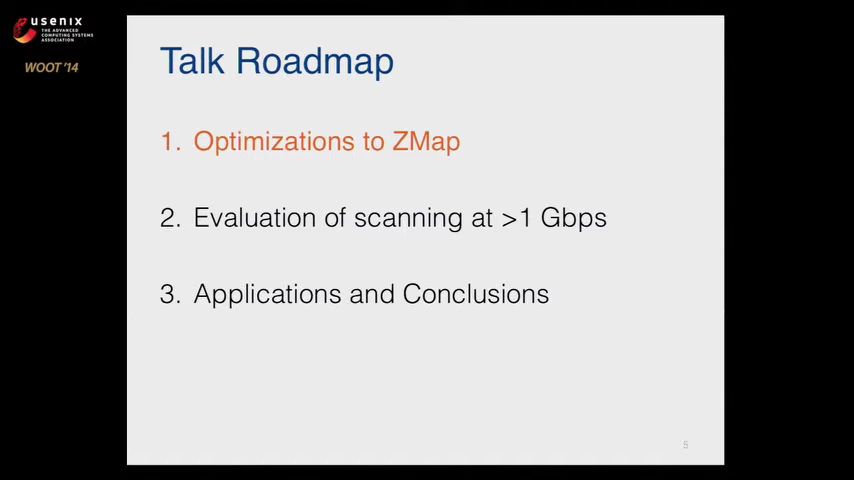 usenix
THE ADVANCED
COMPUTING SYSTEMS
ASSOCIATION
WOOT '14
Talk Roadmap
1. Optimizations to ZMap
2. Evaluation of scanning at >1 Gbps
3. Applications and Conclusions
5